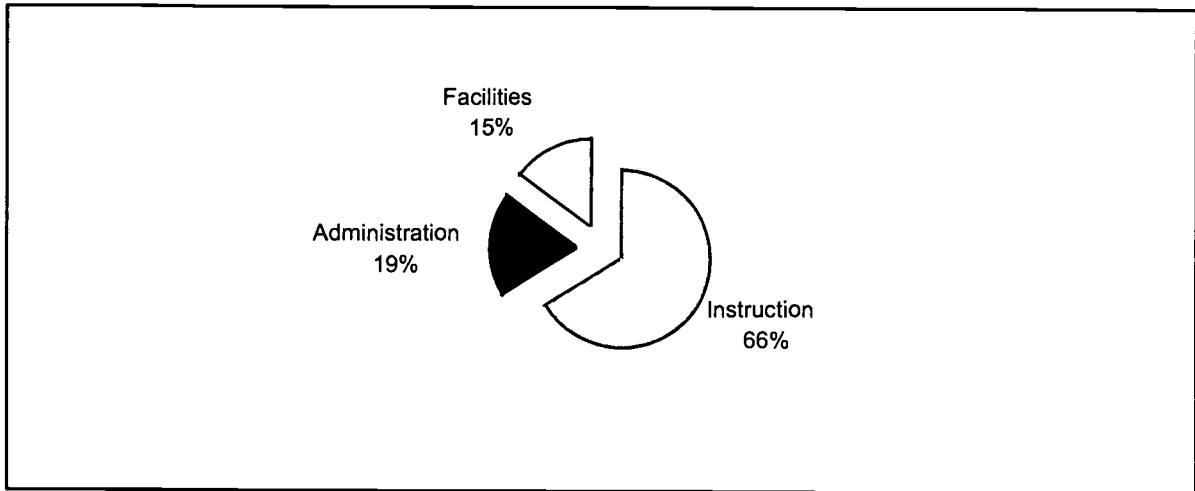 Facilities
15%
Administration
19%
Instruction
66%